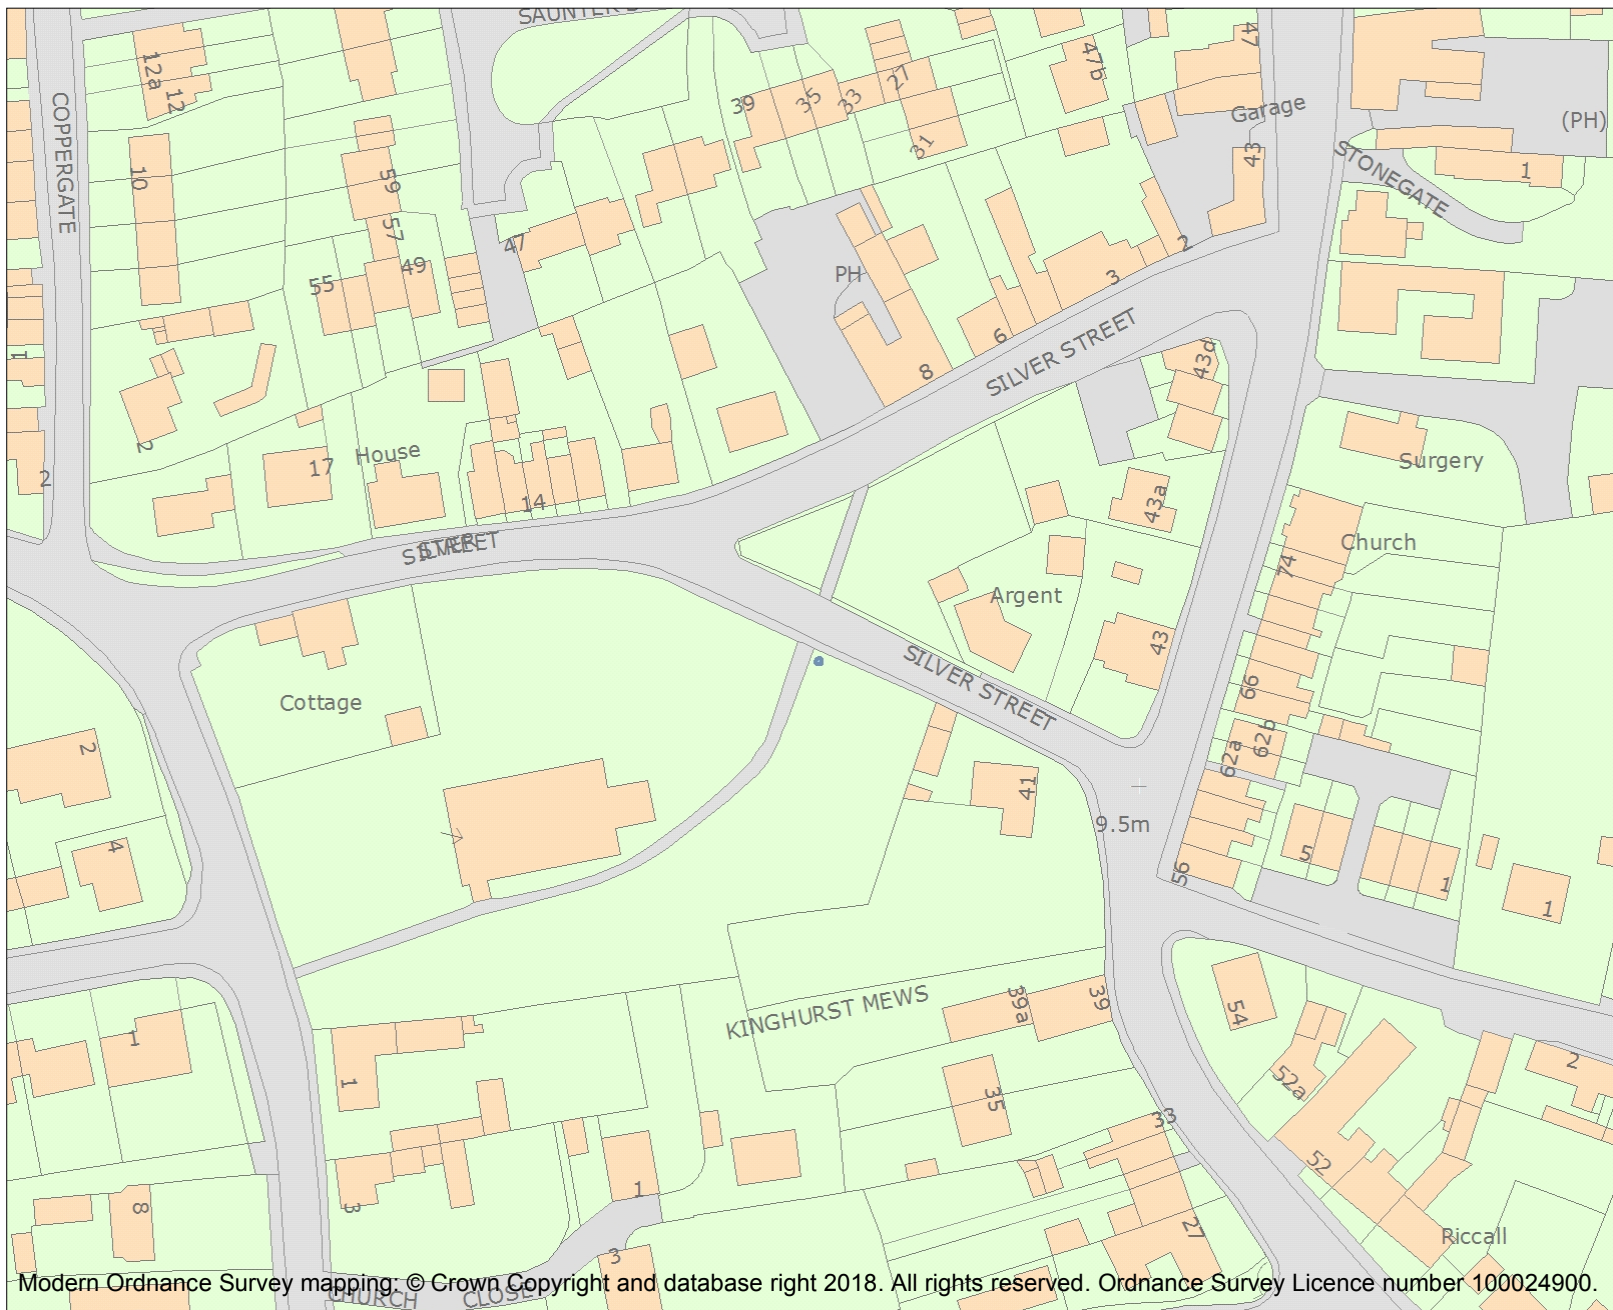 SAUNTER
12a
12
COPPERGATE
10
59
57
49
55
47
39
35
33
27
31
47b
47
Garage
43
(PH)
STONEGATE
1
PH
2
3
6
8
SILVER STREET
43d
1
2
2
17
House
14
SILVER
STREET
Surgery
43a
Church
74
Argent
43
SILVER STREET
66
62b
62a
Cottage
2
41
9.5m
5
56
1
1
4
KINGHURST MEWS
39a
39
54
1
1
35
33
52a
2
52
3
1
8
27
Riccall
3
CHURCH CLOSE
Modern Ordnance Survey mapping: © Crown Copyright and database right 2018. All rights reserved. Ordnance Survey Licence number 100024900.